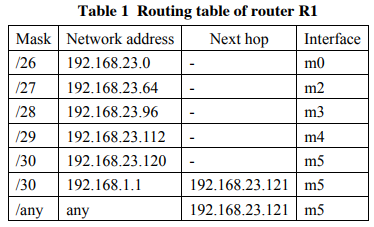 Table 1 Routing table of router R1
Mask Network address Next hop Interface
/26 192.168.23.0 - m0
/27 192.168.23.64 - m2
/28 192.168.23.96 - m3
/29 192.168.23.112 - m4
/30 192.168.23.120 - m5
/30 192.168.1.1 192.168.23.121 m5
/any any 192.168.23.121 m5